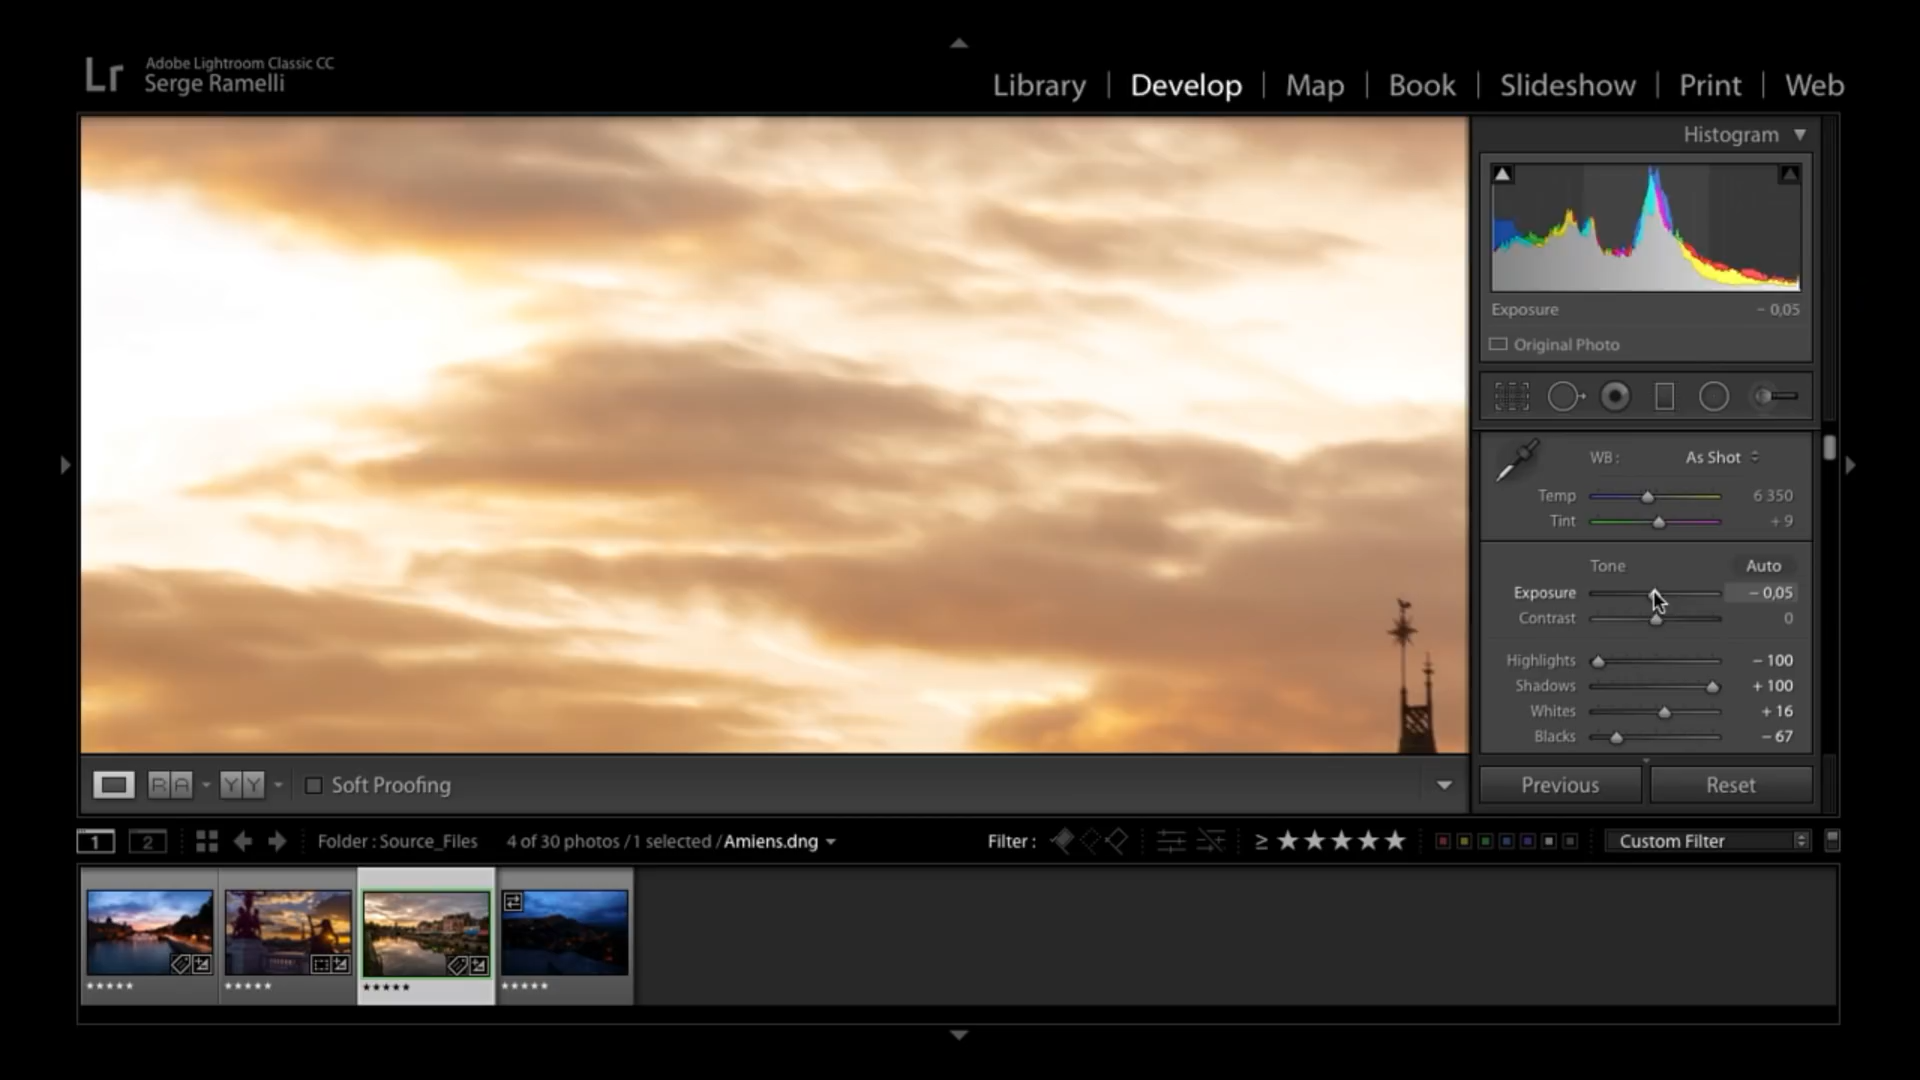 Lr
Adobe Lightroom Classic CC
Serge Ramelli
Library | Develop | Map | Book | Slideshow | Print | Web
Histogram
Exposure − 0,05
Original Photo
WB : As Shot
Temp 6 350
Tint + 9
Tone Auto
Exposure − 0,05
Contrast 0
Highlights − 100
Shadows + 100
Whites + 16
Blacks − 67
R A Y Y Soft Proofing
Previous Reset
1 2 Folder : Source_Files 4 of 30 photos / 1 selected / Amiens.dng Filter : ≥ ★★★★★ Custom Filter
★★★★★ ★★★★★ ★★★★★ ★★★★★